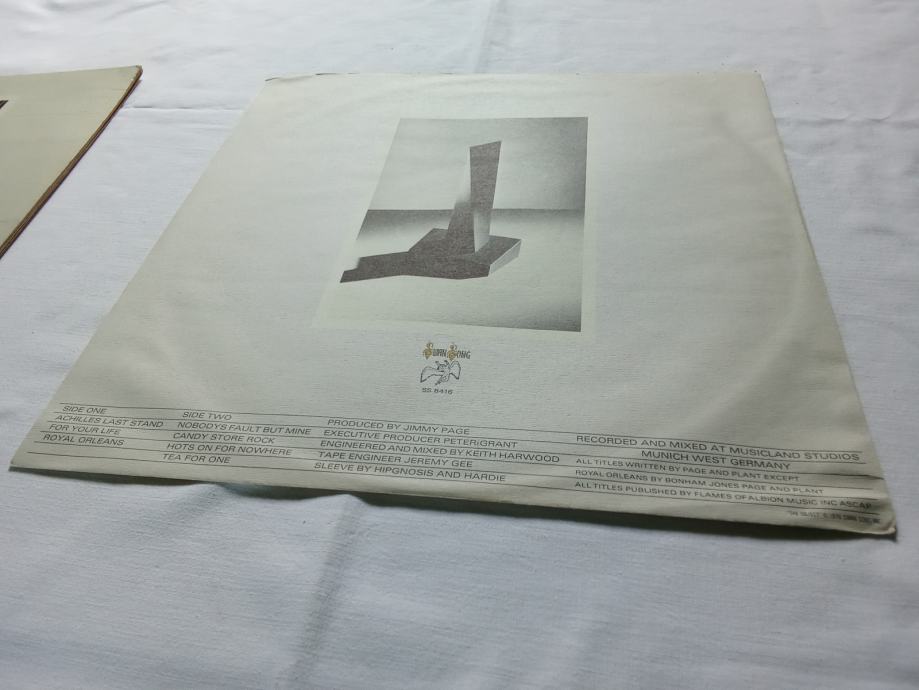 SWAN SONG
SS 8416
SIDE ONE
ACHILLES LAST STAND
FOR YOUR LIFE
ROYAL ORLEANS
SIDE TWO
NOBODYS FAULT BUT MINE
CANDY STORE ROCK
HOTS ON FOR NOWHERE
TEA FOR ONE
PRODUCED BY JIMMY PAGE
EXECUTIVE PRODUCER PETER GRANT
ENGINEERED AND MIXED BY KEITH HARWOOD
TAPE ENGINEER JEREMY GEE
SLEEVE BY HIPGNOSIS AND HARDIE
RECORDED AND MIXED AT MUSICLAND STUDIOS
MUNICH WEST GERMANY
ALL TITLES WRITTEN BY PAGE AND PLANT EXCEPT
ROYAL ORLEANS BY BONHAM JONES PAGE AND PLANT
ALL TITLES PUBLISHED BY FLAMES OF ALBION MUSIC INC ASCAP